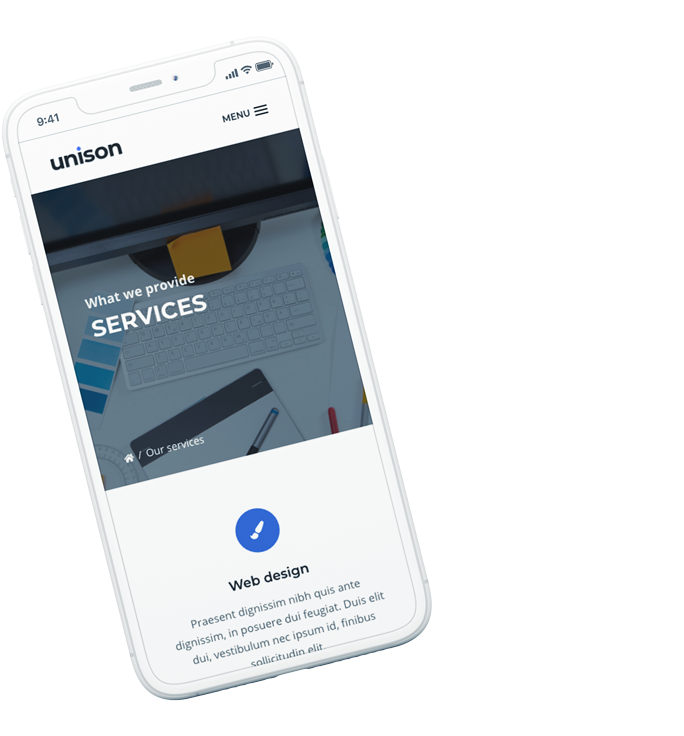 9:41
MENU
unison
What we provide
SERVICES
/ Our services
Web design
Praesent dignissim nibh quis ante
dignissim, in posuere dui feugiat. Duis elit
dui, vestibulum nec ipsum id, finibus
sollicitudin elit